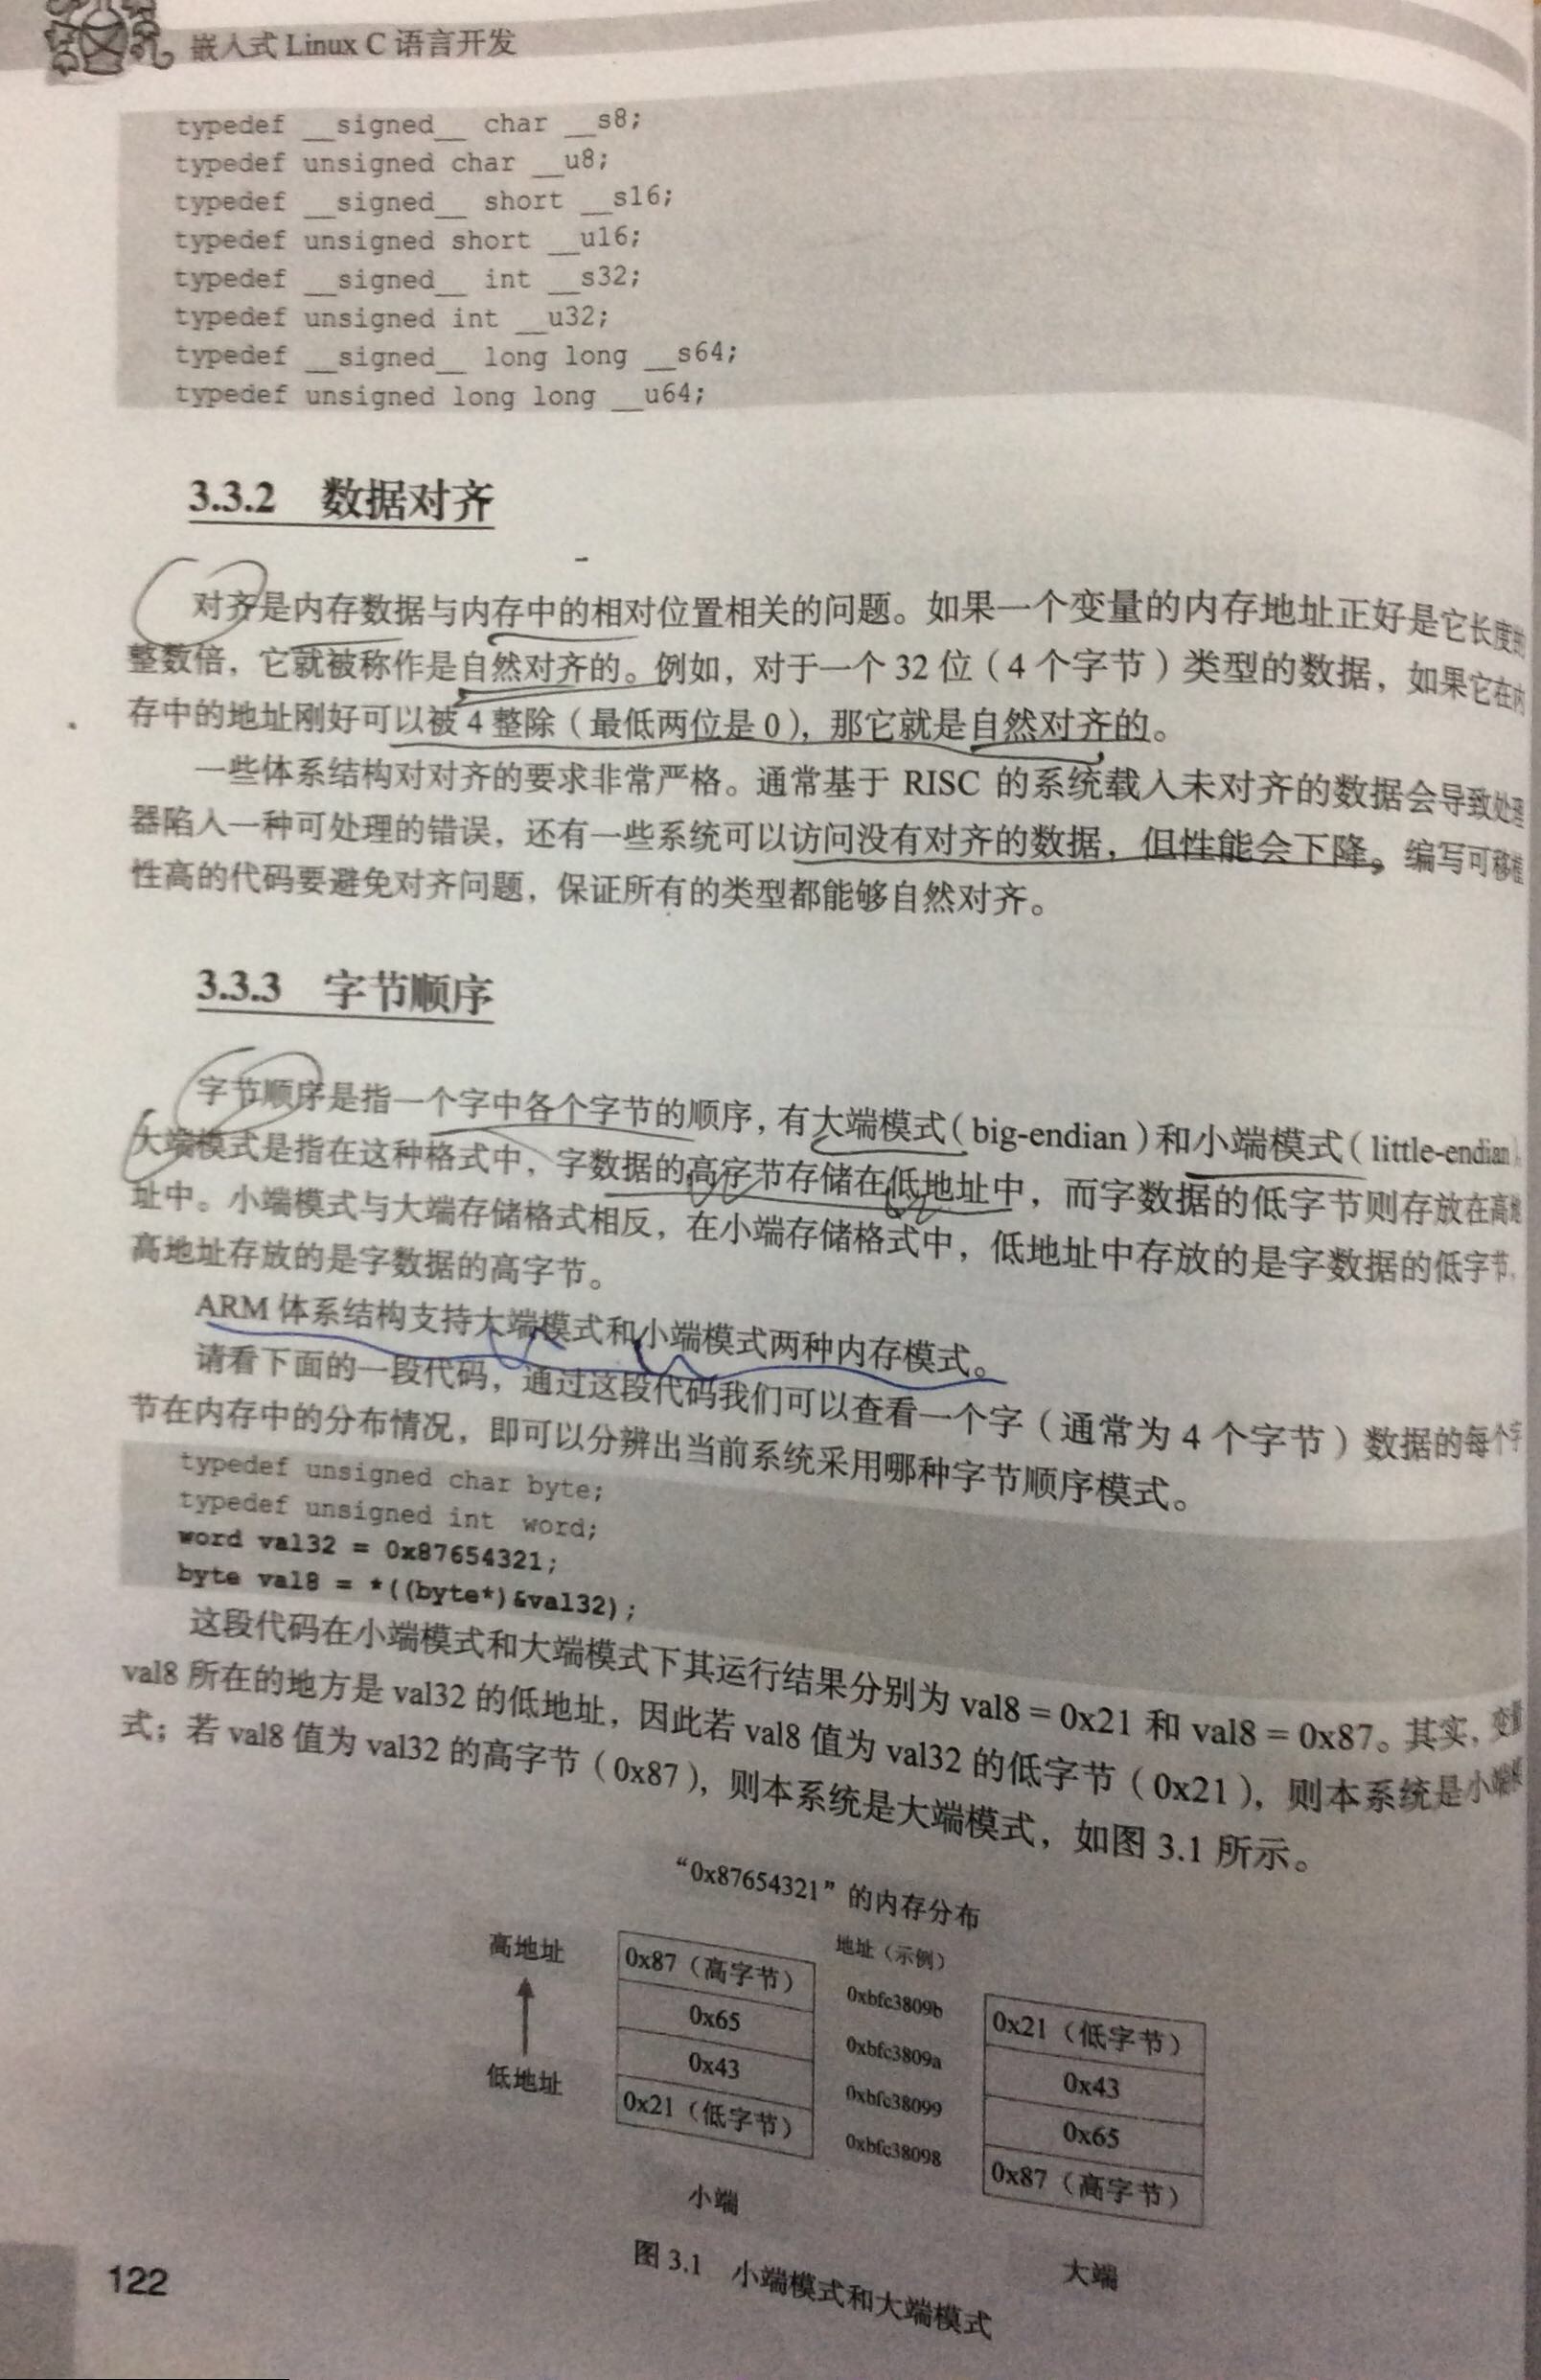 嵌入式 Linux C 语言开发
typedef __signed__ char __s8;
typedef unsigned char __u8;
typedef __signed__ short __s16;
typedef unsigned short __u16;
typedef __signed__ int __s32;
typedef unsigned int __u32;
typedef __signed__ long long __s64;
typedef unsigned long long __u64;
3.3.2 数据对齐
对齐是内存数据与内存中的相对位置相关的问题。如果一个变量的内存地址正好是它长度的
整数倍，它就被称作是自然对齐的。例如，对于一个 32 位（4 个字节）类型的数据，如果它在内
存中的地址刚好可以被 4 整除（最低两位是 0），那它就是自然对齐的。
一些体系结构对对齐的要求非常严格。通常基于 RISC 的系统载入未对齐的数据会导致处理
器陷入一种可处理的错误，还有一些系统可以访问没有对齐的数据，但性能会下降。编写可移植
性高的代码要避免对齐问题，保证所有的类型都能够自然对齐。
3.3.3 字节顺序
字节顺序是指一个字中各个字节的顺序，有大端模式（big-endian）和小端模式（little-endian）
大端模式是指在这种格式中，字数据的高字节存储在低地址中，而字数据的低字节则存放在高地
址中。小端模式与大端存储格式相反，在小端存储格式中，低地址中存放的是字数据的低字节，
高地址存放的是字数据的高字节。
ARM 体系结构支持大端模式和小端模式两种内存模式。
请看下面的一段代码，通过这段代码我们可以查看一个字（通常为 4 个字节）数据的每个字
节在内存中的分布情况，即可以分辨出当前系统采用哪种字节顺序模式。
typedef unsigned char byte;
typedef unsigned int word;
word val32 = 0x87654321;
byte val8 = *((byte*)&val32);
这段代码在小端模式和大端模式下其运行结果分别为 val8 = 0x21 和 val8 = 0x87。其实，变量
val8 所在的地方是 val32 的低地址，因此若 val8 值为 val32 的低字节（0x21），则本系统是小端模
式；若 val8 值为 val32 的高字节（0x87），则本系统是大端模式，如图 3.1 所示。
“0x87654321”的内存分布
高地址
低地址
0x87（高字节）
0x65
0x43
0x21（低字节）
小端
地址（示例）
0xbfc3809b
0xbfc3809a
0xbfc38099
0xbfc38098
0x21（低字节）
0x43
0x65
0x87（高字节）
大端
图 3.1 小端模式和大端模式
122